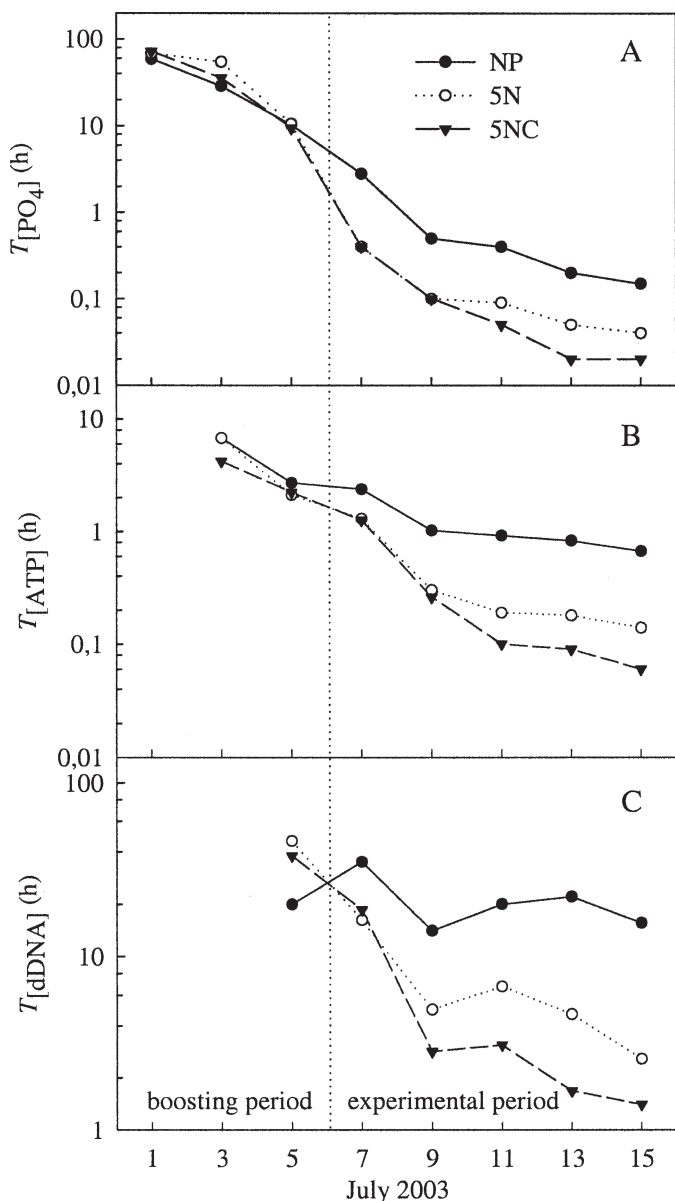 A
NP
5N
5NC
100
10
1
0,1
0,01
T[PO4] (h)
B
10
1
0,1
0,01
T[ATP] (h)
C
100
10
1
T[dDNA] (h)
boosting period
experimental period
1 3 5 7 9 11 13 15
July 2003